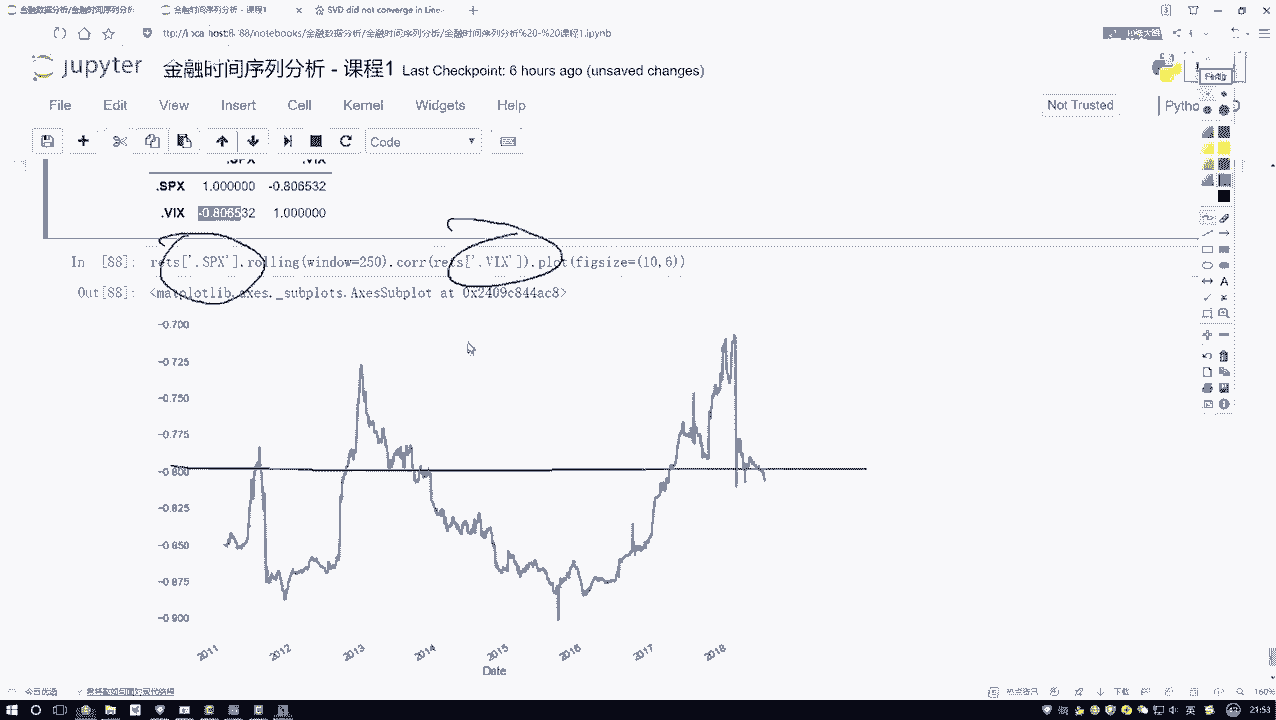 金融数据分析/金融时间序列分析
金融时间序列分析 - 课程1
SVD did not converge in Line...
/notebooks/金融数据分析/金融时间序列分析/金融时间序列分析%20-%20课程1.ipynb
jupyter 金融时间序列分析 - 课程1 Last Checkpoint: 6 hours ago (unsaved changes)
File Edit View Insert Cell Kernel Widgets Help
Not Trusted
Code
.SPX .VIX
.SPX 1.000000 -0.806532
.VIX -0.806532 1.000000
In [88]: rets['.SPX'].rolling(window=250).corr(rets['.VIX']).plot(figsize=(10,6))
Out[88]: <matplotlib.axes._subplots.AxesSubplot at 0x2409c844ac8>
-0.700
-0.725
-0.750
-0.775
-0.800
-0.825
-0.850
-0.875
-0.900
2011 2012 2013 2014 2015 2016 2017 2018
Date
今日优选
下载
160%
英
21:53